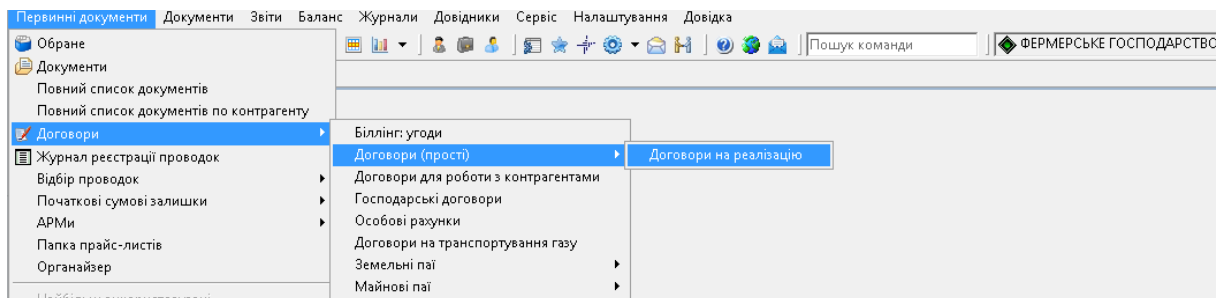 Первинні документи Документи Звіти Баланс Журнали Довідники Сервіс Налаштування Довідка
Обране
Пошук команди
ФЕРМЕРСЬКЕ ГОСПОДАРСТВО
Документи
Повний список документів
Повний список документів по контрагенту
Договори
Журнал реєстрації проводок
Відбір проводок
Початкові сумові залишки
АРМи
Папка прайс-листів
Органайзер
Біллінг: угоди
Договори (прості)
Договори для роботи з контрагентами
Господарські договори
Особові рахунки
Договори на транспортування газу
Земельні паї
Майнові паї
Договори на реалізацію